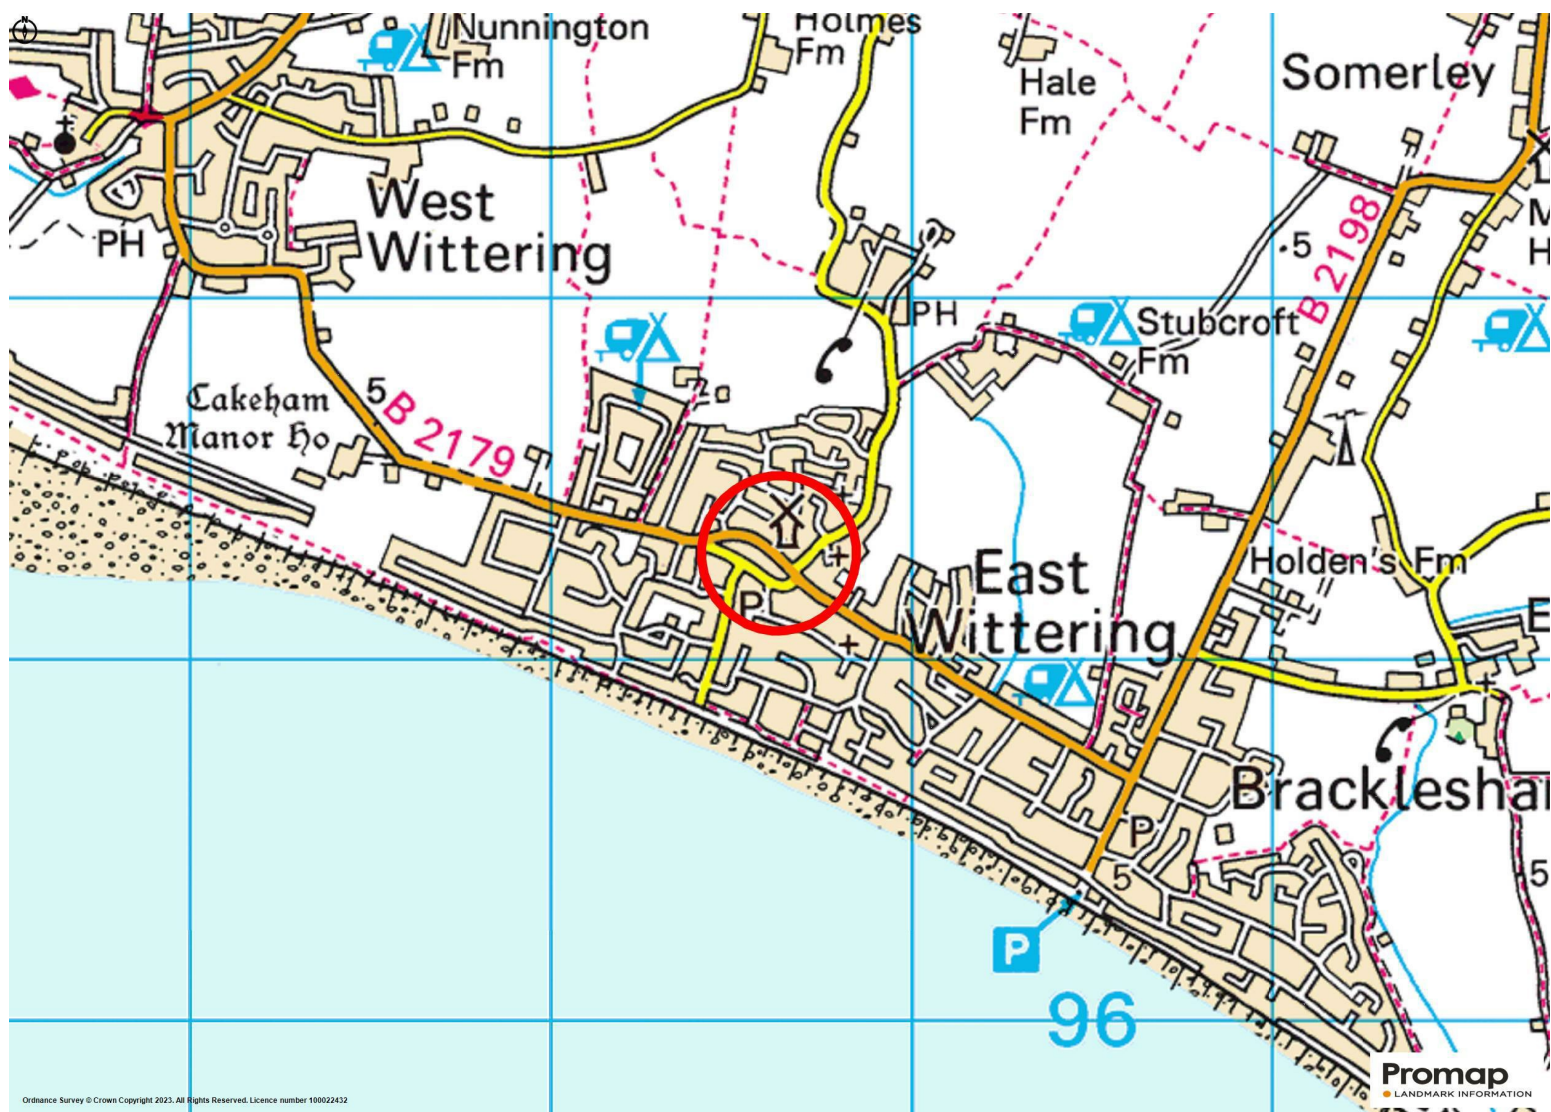 N
Nunnington
Fm
Holmes
Fm
Hale
Fm
Somerley
West
Wittering
PH
5
B 2198
M
H
PH
Stubcroft
Fm
Cakeham
Manor Ho
5
B 2179
East
Wittering
Holden's Fm
P
E
P
5
5
P
96
Promap
LANDMARK INFORMATION
Ordnance Survey © Crown Copyright 2023. All Rights Reserved. Licence number 100022432